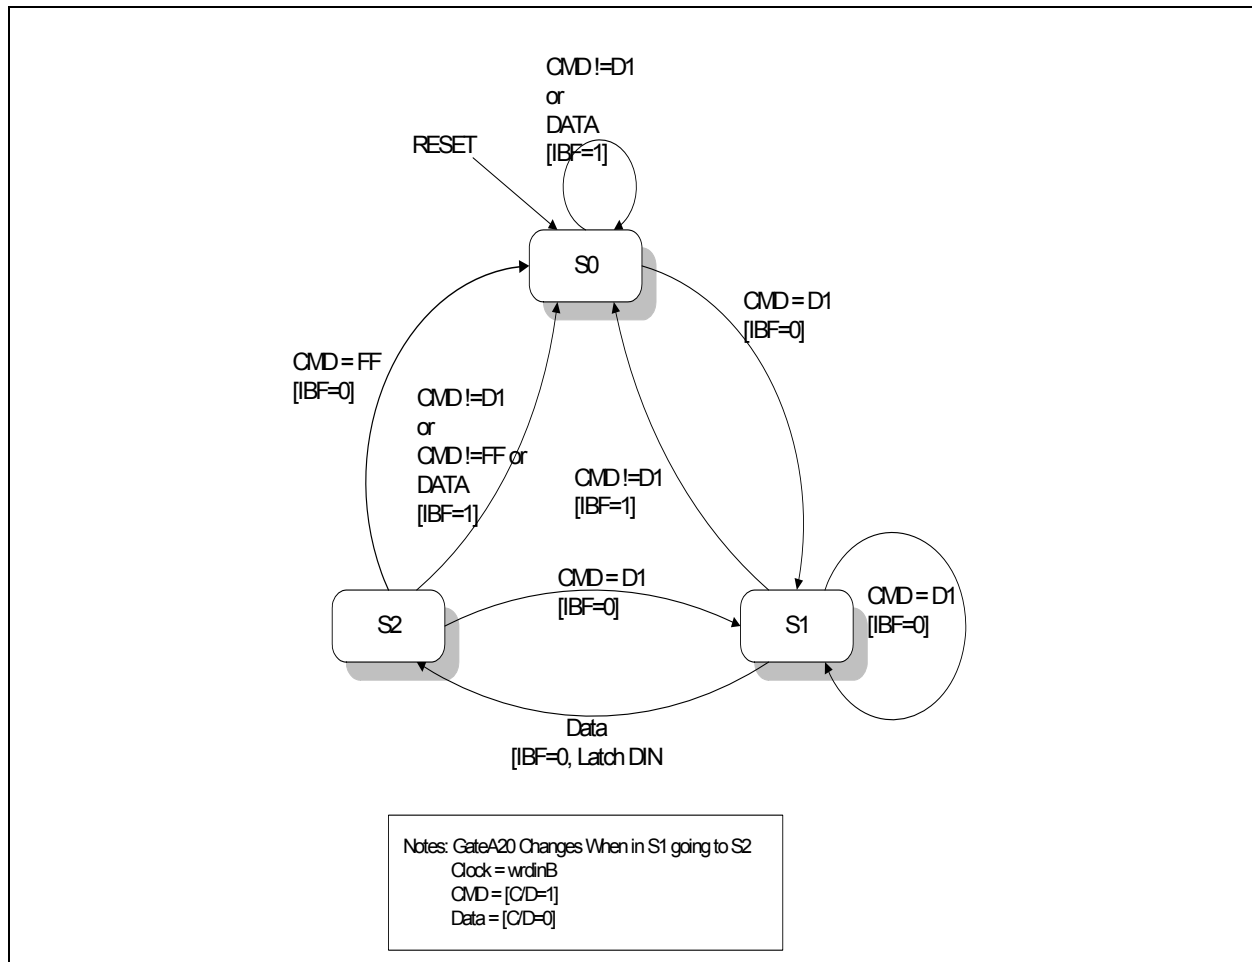 CMD !=D1
or
DATA
[IBF=1]
RESET
S0
CMD = D1
[IBF=0]
CMD = FF
[IBF=0]
CMD !=D1
or
CMD !=FF or
DATA
[IBF=1]
CMD !=D1
[IBF=1]
CMD = D1
[IBF=0]
S2
S1
CMD = D1
[IBF=0]
Data
[IBF=0, Latch DIN
Notes: GateA20 Changes When in S1 going to S2
Clock = wrdinB
CMD = [C/D=1]
Data = [C/D=0]